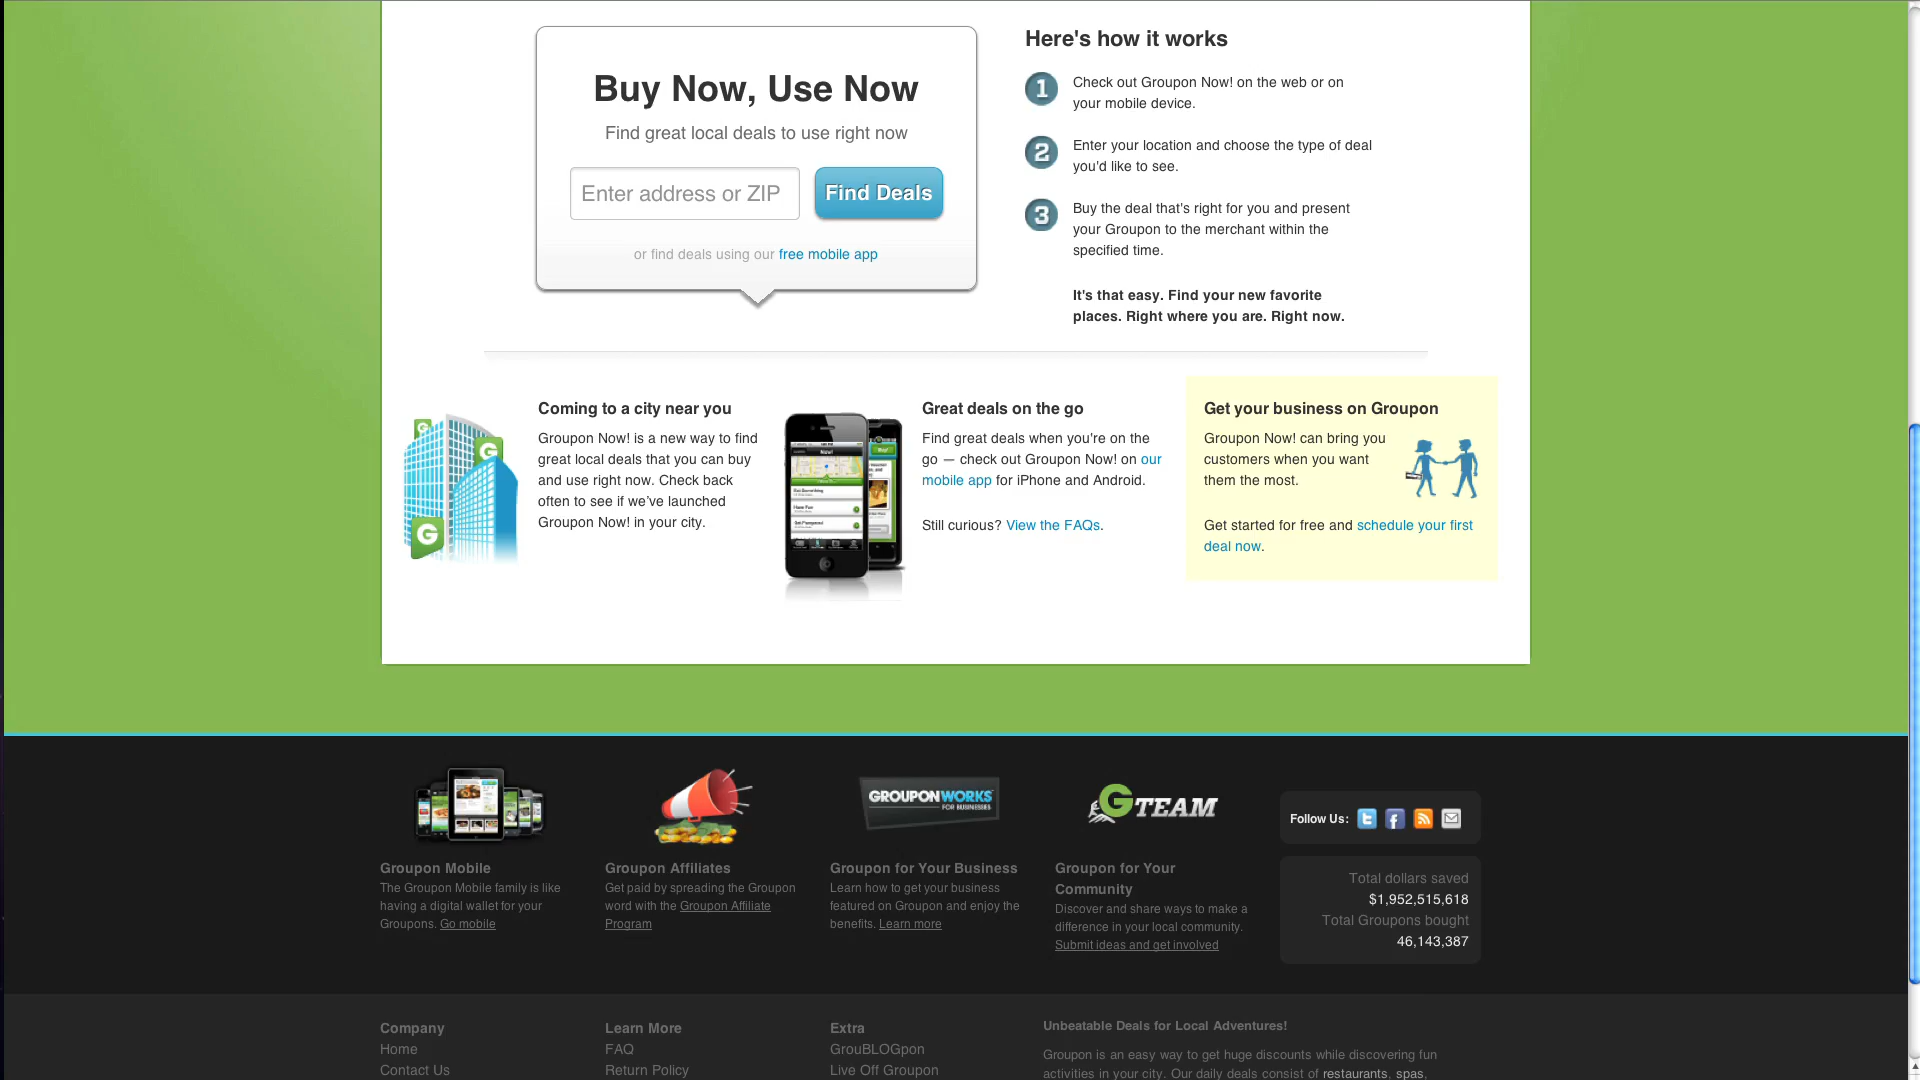 Buy Now, Use Now
Find great local deals to use right now
Enter address or ZIP
Find Deals
or find deals using our free mobile app
Here's how it works
1
Check out Groupon Now! on the web or on
your mobile device.
2
Enter your location and choose the type of deal
you'd like to see.
3
Buy the deal that's right for you and present
your Groupon to the merchant within the
specified time.
It's that easy. Find your new favorite
places. Right where you are. Right now.
G
G
G
Coming to a city near you
Groupon Now! is a new way to find
great local deals that you can buy
and use right now. Check back
often to see if we've launched
Groupon Now! in your city.
Now!
Great deals on the go
Find great deals when you're on the
go — check out Groupon Now! on our
mobile app for iPhone and Android.
Still curious? View the FAQs.
Get your business on Groupon
Groupon Now! can bring you
customers when you want
them the most.
Get started for free and schedule your first
deal now.
Groupon Mobile
The Groupon Mobile family is like
having a digital wallet for your
Groupons. Go mobile
Groupon Affiliates
Get paid by spreading the Groupon
word with the Groupon Affiliate
Program
GROUPONWORKS
FOR BUSINESSES
Groupon for Your Business
Learn how to get your business
featured on Groupon and enjoy the
benefits. Learn more
GTEAM
Groupon for Your
Community
Discover and share ways to make a
difference in your local community.
Submit ideas and get involved
Follow Us:
Total dollars saved
$1,952,515,618
Total Groupons bought
46,143,387
Company
Home
Contact Us
Learn More
FAQ
Return Policy
Extra
GrouBLOGpon
Live Off Groupon
Unbeatable Deals for Local Adventures!
Groupon is an easy way to get huge discounts while discovering fun
activities in your city. Our daily deals consist of restaurants, spas,